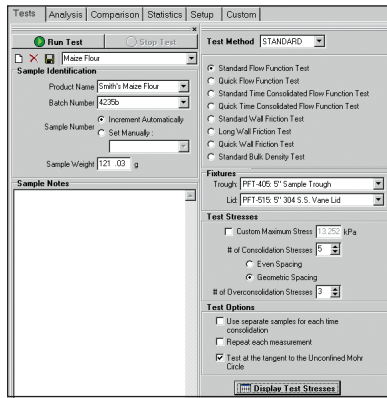 Tests Analysis Comparison Statistics Setup Custom
Run Test Stop Test
Maize Flour
Sample Identification
Product Name Smith's Maize Flour
Batch Number 4235b
Sample Number Increment Automatically
Set Manually :
Sample Weight 121 .03 g
Sample Notes
Test Method STANDARD
Standard Flow Function Test
Quick Flow Function Test
Standard Time Consolidated Flow Function Test
Quick Time Consolidated Flow Function Test
Standard Wall Friction Test
Long Wall Friction Test
Quick Wall Friction Test
Standard Bulk Density Test
Fixtures
Trough: PFT-405: 5" Sample Trough
Lid: PFT-515: 5" 304 S.S. Vane Lid
Test Stresses
Custom Maximum Stress 13.252 kPa
# of Consolidation Stresses 5
Even Spacing
Geometric Spacing
# of Overconsolidation Stresses 3
Test Options
Use separate samples for each time
consolidation
Repeat each measurement
Test at the tangent to the Unconfined Mohr
Circle
Display Test Stresses